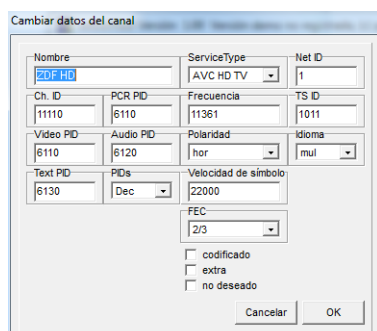 Cambiar datos del canal
Nombre ServiceType Net ID
ZDF HD AVC HD TV 1
Ch. ID PCR PID Frecuencia TS ID
11110 6110 11361 1011
Video PID Audio PID Polaridad Idioma
6110 6120 hor mul
Text PID PIDs Velocidad de símbolo
6130 Dec 22000
FEC
2/3
codificado
extra
no deseado
Cancelar OK